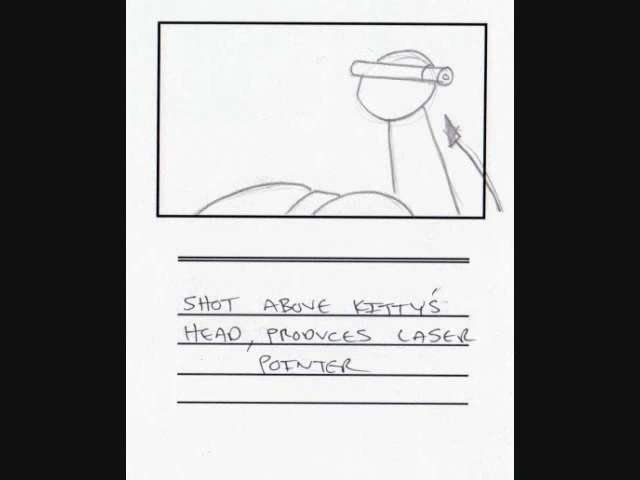 SHOT ABOVE KITTY'S
HEAD, PRODUCES LASER
POINTER